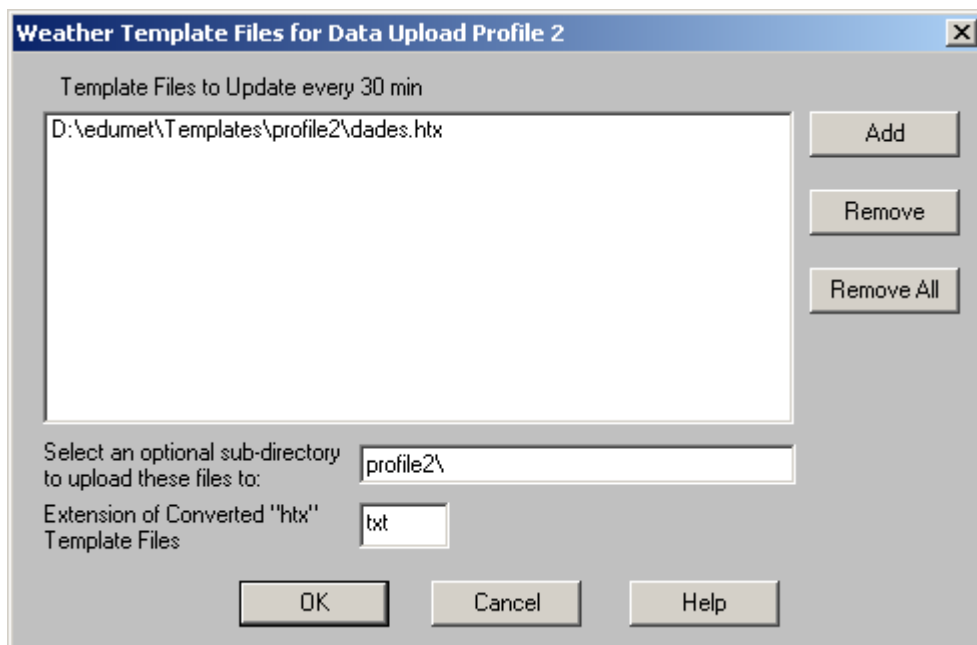 Weather Template Files for Data Upload Profile 2
Template Files to Update every 30 min
D:\edumet\Templates\profile2\dades.htx
Add
Remove
Remove All
Select an optional sub-directory
to upload these files to:
profile2\
Extension of Converted "htx"
Template Files
txt
OK
Cancel
Help